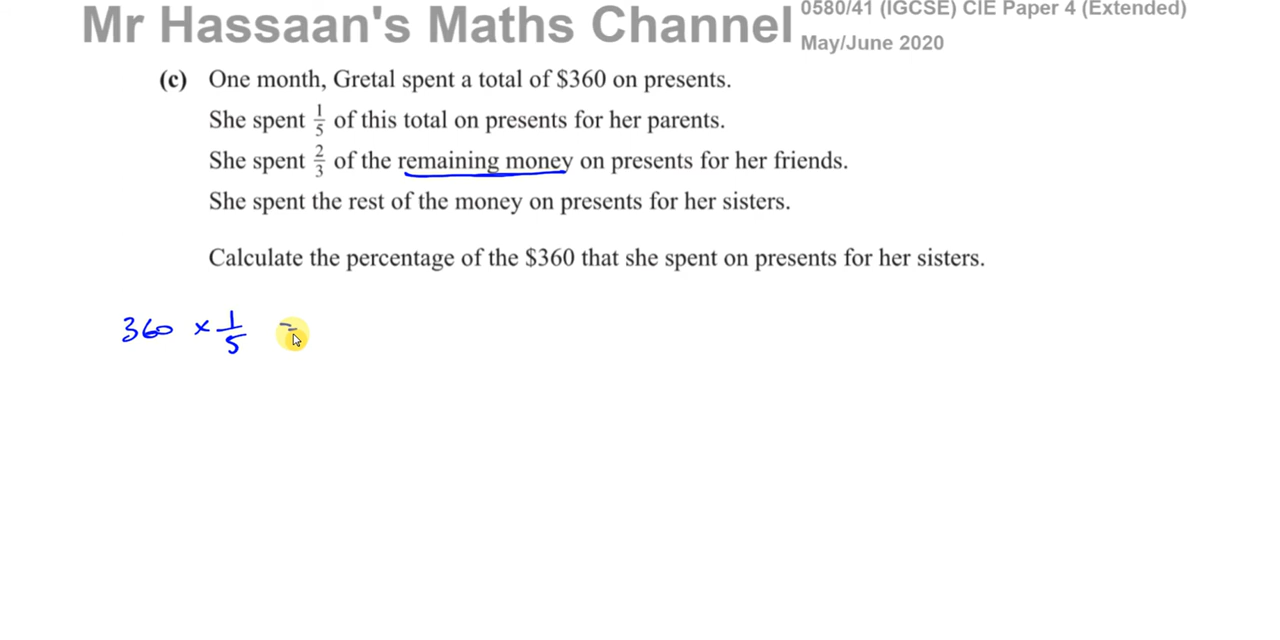 Mr Hassaan's Maths Channel
0580/41 (IGSCE) CIE Paper 4 (Extended)
May/June 2020
(c) One month, Gretal spent a total of $360 on presents.
She spent 1/5 of this total on presents for her parents.
She spent 2/3 of the remaining money on presents for her friends.
She spent the rest of the money on presents for her sisters.
Calculate the percentage of the $360 that she spent on presents for her sisters.
360 × 1/5 =